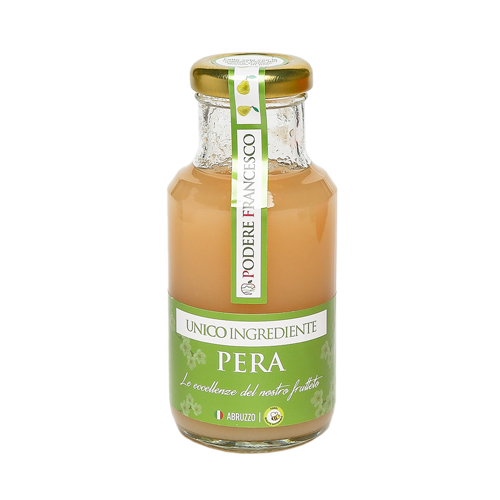 PODERE FRANCESCO
UNICO INGREDIENTE
PERA
Le eccellenze del nostro frutteto
ABRUZZO